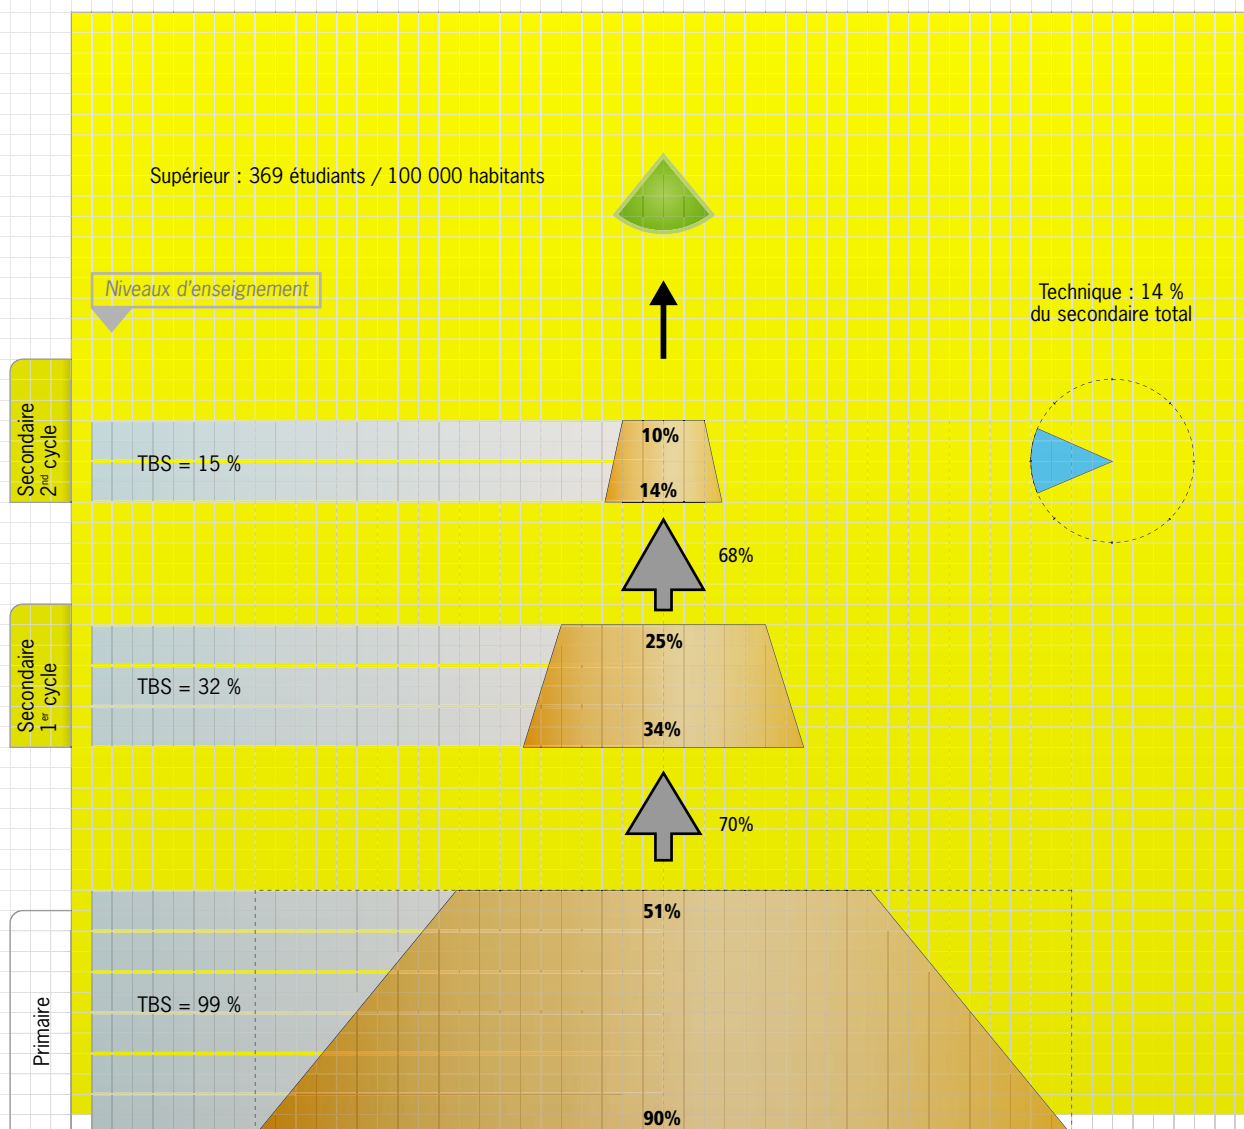 Supérieur : 369 étudiants / 100 000 habitants
Niveaux d'enseignement
Technique : 14 %
du secondaire total
Secondaire
2nd cycle
TBS = 15 %
10%
14%
68%
Secondaire
1er cycle
TBS = 32 %
25%
34%
70%
Primaire
TBS = 99 %
51%
90%